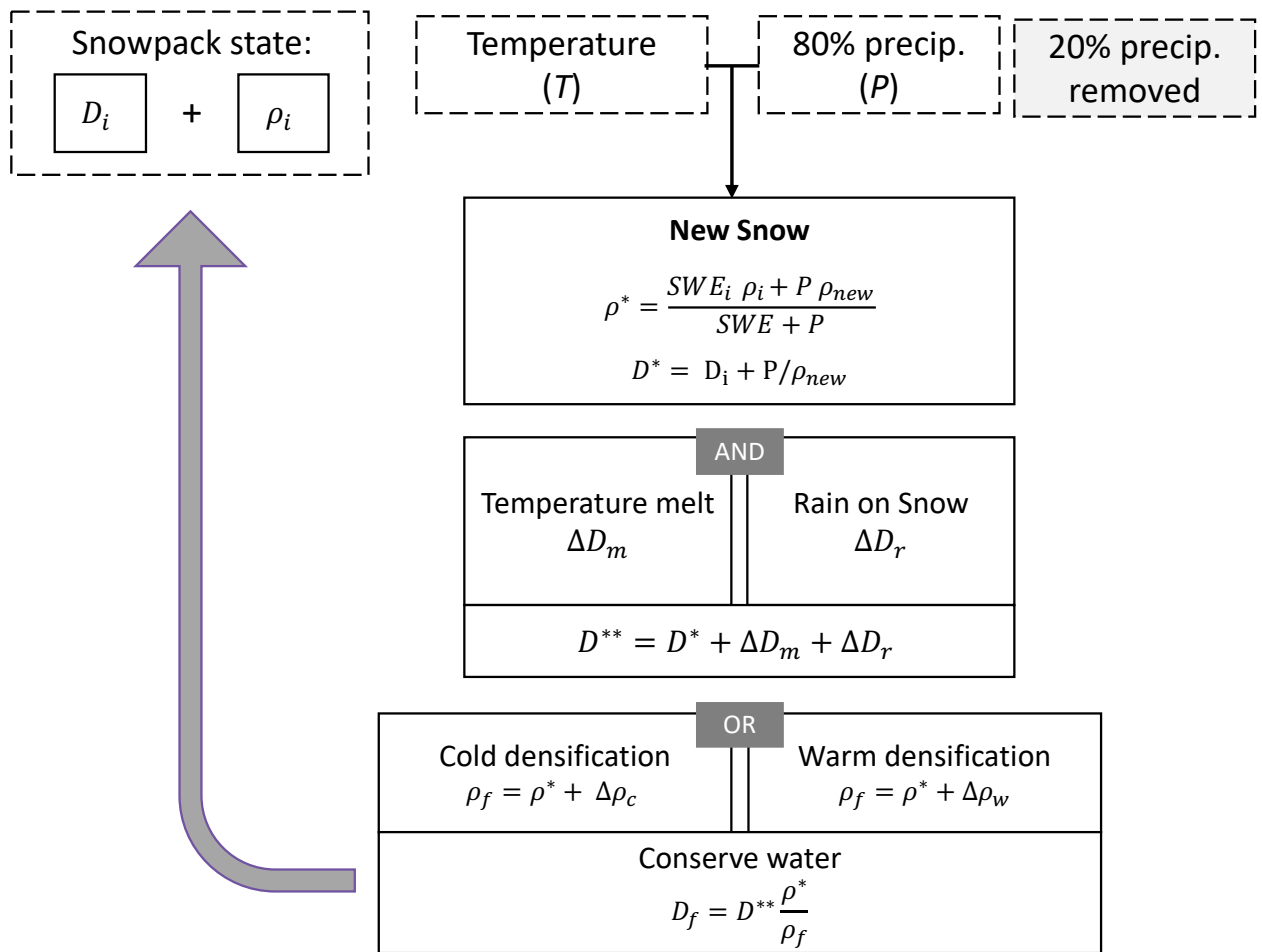 Snowpack state:
D_i + ρ_i
Temperature
(T)
80% precip.
(P)
20% precip.
removed
New Snow
ρ* = (SWE_i ρ_i + P ρ_new) / (SWE + P)
D* = D_i + P/ρ_new
AND
Temperature melt
ΔD_m
Rain on Snow
ΔD_r
D** = D* + ΔD_m + ΔD_r
OR
Cold densification
ρ_f = ρ* + Δρ_c
Warm densification
ρ_f = ρ* + Δρ_w
Conserve water
D_f = D** ρ*/ρ_f